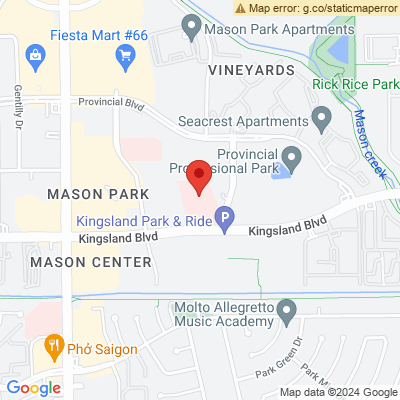 Map error: g.co/staticmaperror
Mason Park Apartments
Fiesta Mart #66
VINEYARDS
Rick Rice Park
Gentilly Dr
Provincial Blvd
Seacrest Apartments
Mason creek
Provincial
Professional Park
MASON PARK
Kingsland Park & Ride
P
Kingsland Blvd
Kingsland Blvd
MASON CENTER
Molto Allegretto
Music Academy
Phở Saigon
Park Green Dr
Google
Map data ©2024 Google